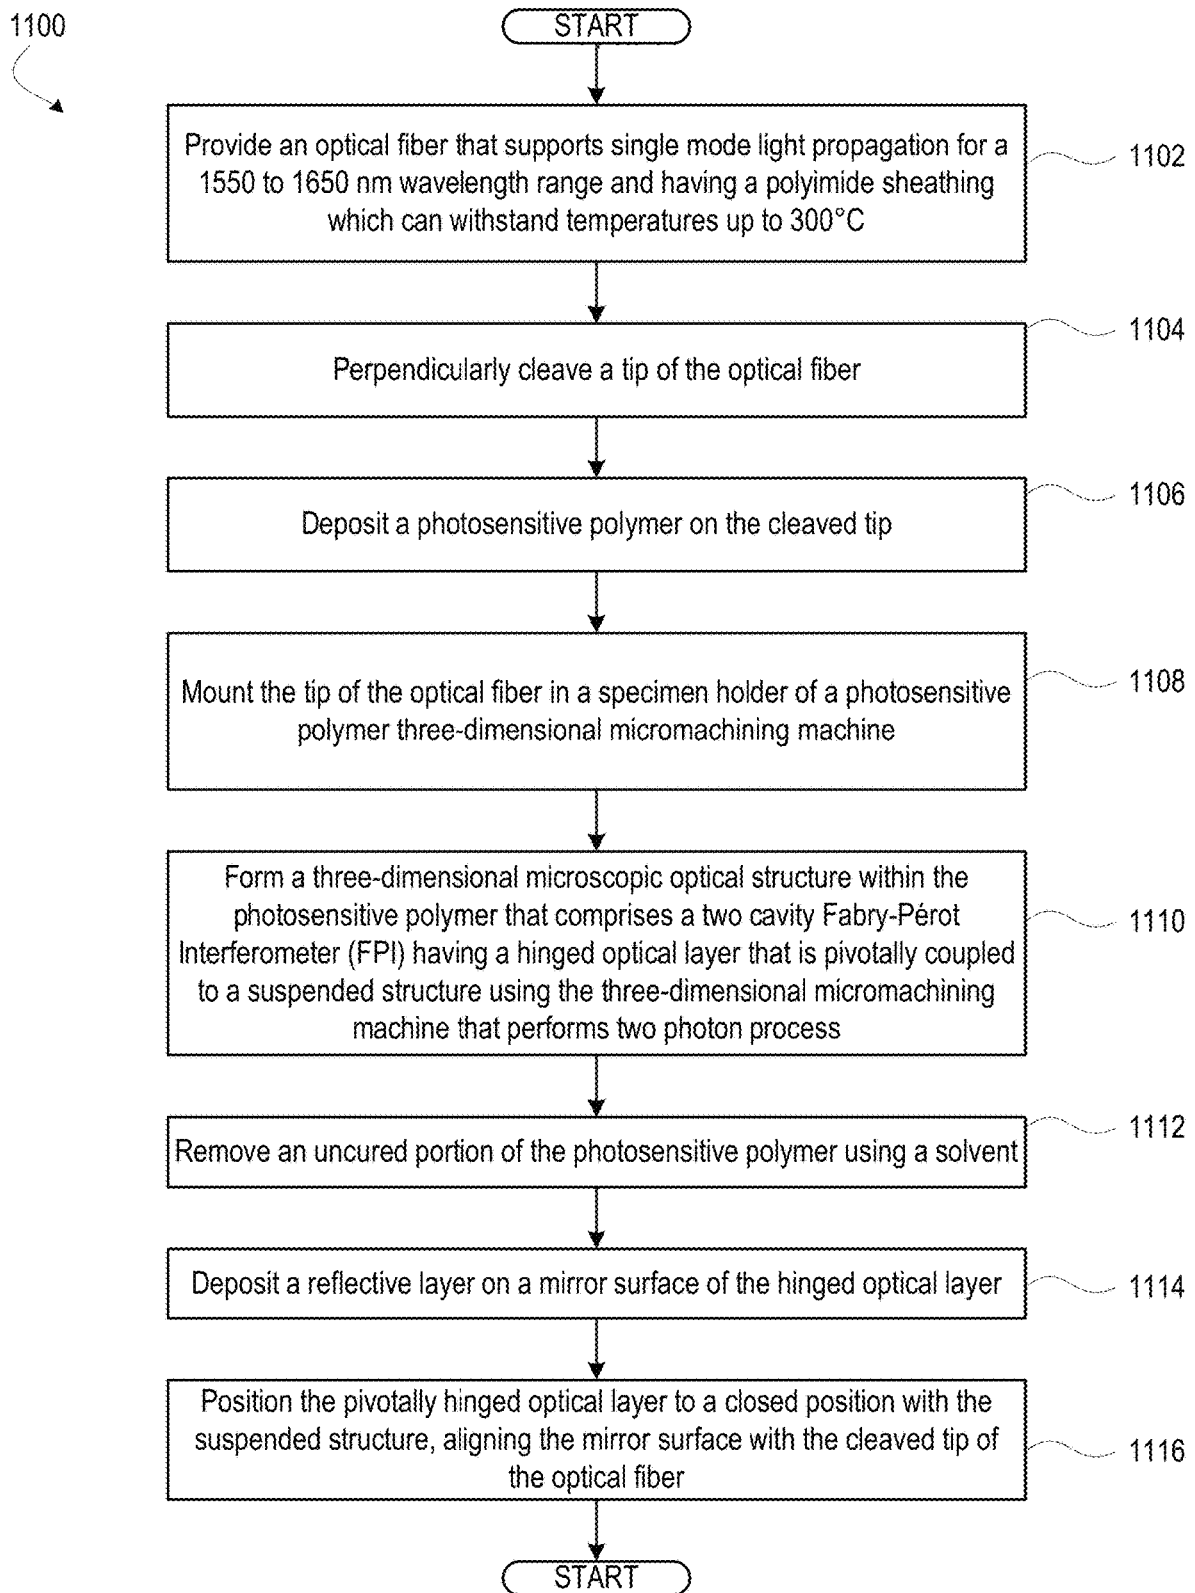 1100
START
Provide an optical fiber that supports single mode light propagation for a
1550 to 1650 nm wavelength range and having a polyimide sheathing
which can withstand temperatures up to 300°C
1102
Perpendicularly cleave a tip of the optical fiber
1104
Deposit a photosensitive polymer on the cleaved tip
1106
Mount the tip of the optical fiber in a specimen holder of a photosensitive
polymer three-dimensional micromachining machine
1108
Form a three-dimensional microscopic optical structure within the
photosensitive polymer that comprises a two cavity Fabry-Pérot
Interferometer (FPI) having a hinged optical layer that is pivotally coupled
to a suspended structure using the three-dimensional micromachining
machine that performs two photon process
1110
Remove an uncured portion of the photosensitive polymer using a solvent
1112
Deposit a reflective layer on a mirror surface of the hinged optical layer
1114
Position the pivotally hinged optical layer to a closed position with the
suspended structure, aligning the mirror surface with the cleaved tip of
the optical fiber
1116
START